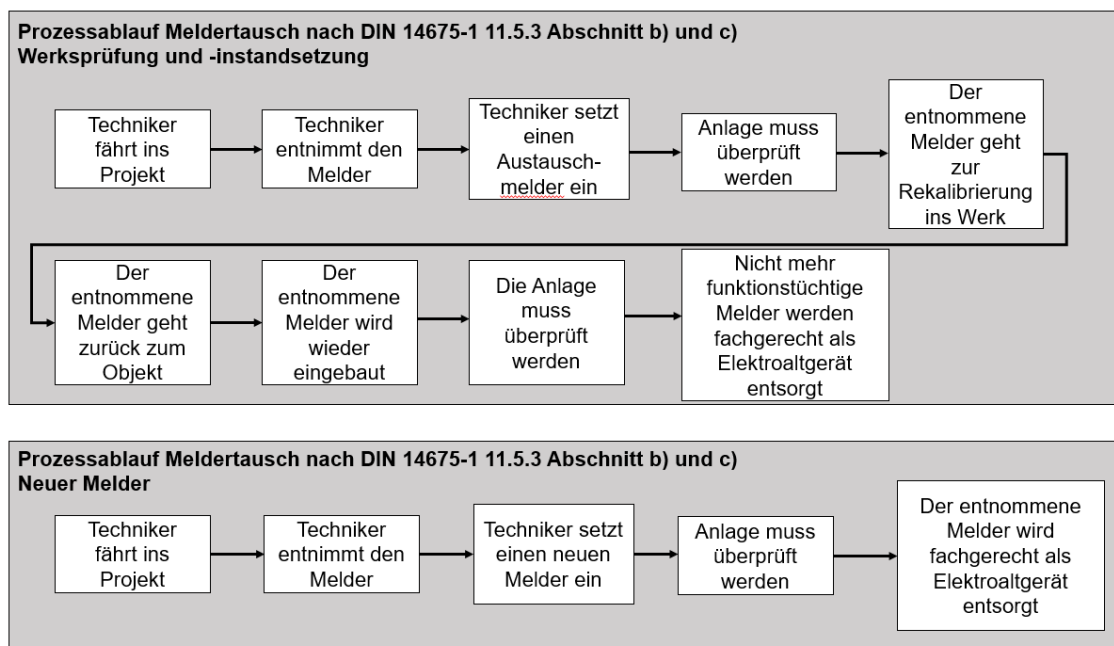 Prozessablauf Meldertausch nach DIN 14675-1 11.5.3 Abschnitt b) und c)
Werksprüfung und -instandsetzung
Techniker
fährt ins
Projekt
Techniker
entnimmt den
Melder
Techniker setzt
einen
Austausch-
melder ein
Anlage muss
überprüft
werden
Der
entnommene
Melder geht
zur
Rekalibrierung
ins Werk
Der
entnommene
Melder geht
zurück zum
Objekt
Der
entnommene
Melder wird
wieder
eingebaut
Die Anlage
muss
überprüft
werden
Nicht mehr
funktionstüchtige
Melder werden
fachgerecht als
Elektroaltgerät
entsorgt
Prozessablauf Meldertausch nach DIN 14675-1 11.5.3 Abschnitt b) und c)
Neuer Melder
Techniker
fährt ins
Projekt
Techniker
entnimmt den
Melder
Techniker setzt
einen neuen
Melder ein
Anlage muss
überprüft
werden
Der entnommene
Melder wird
fachgerecht als
Elektroaltgerät
entsorgt